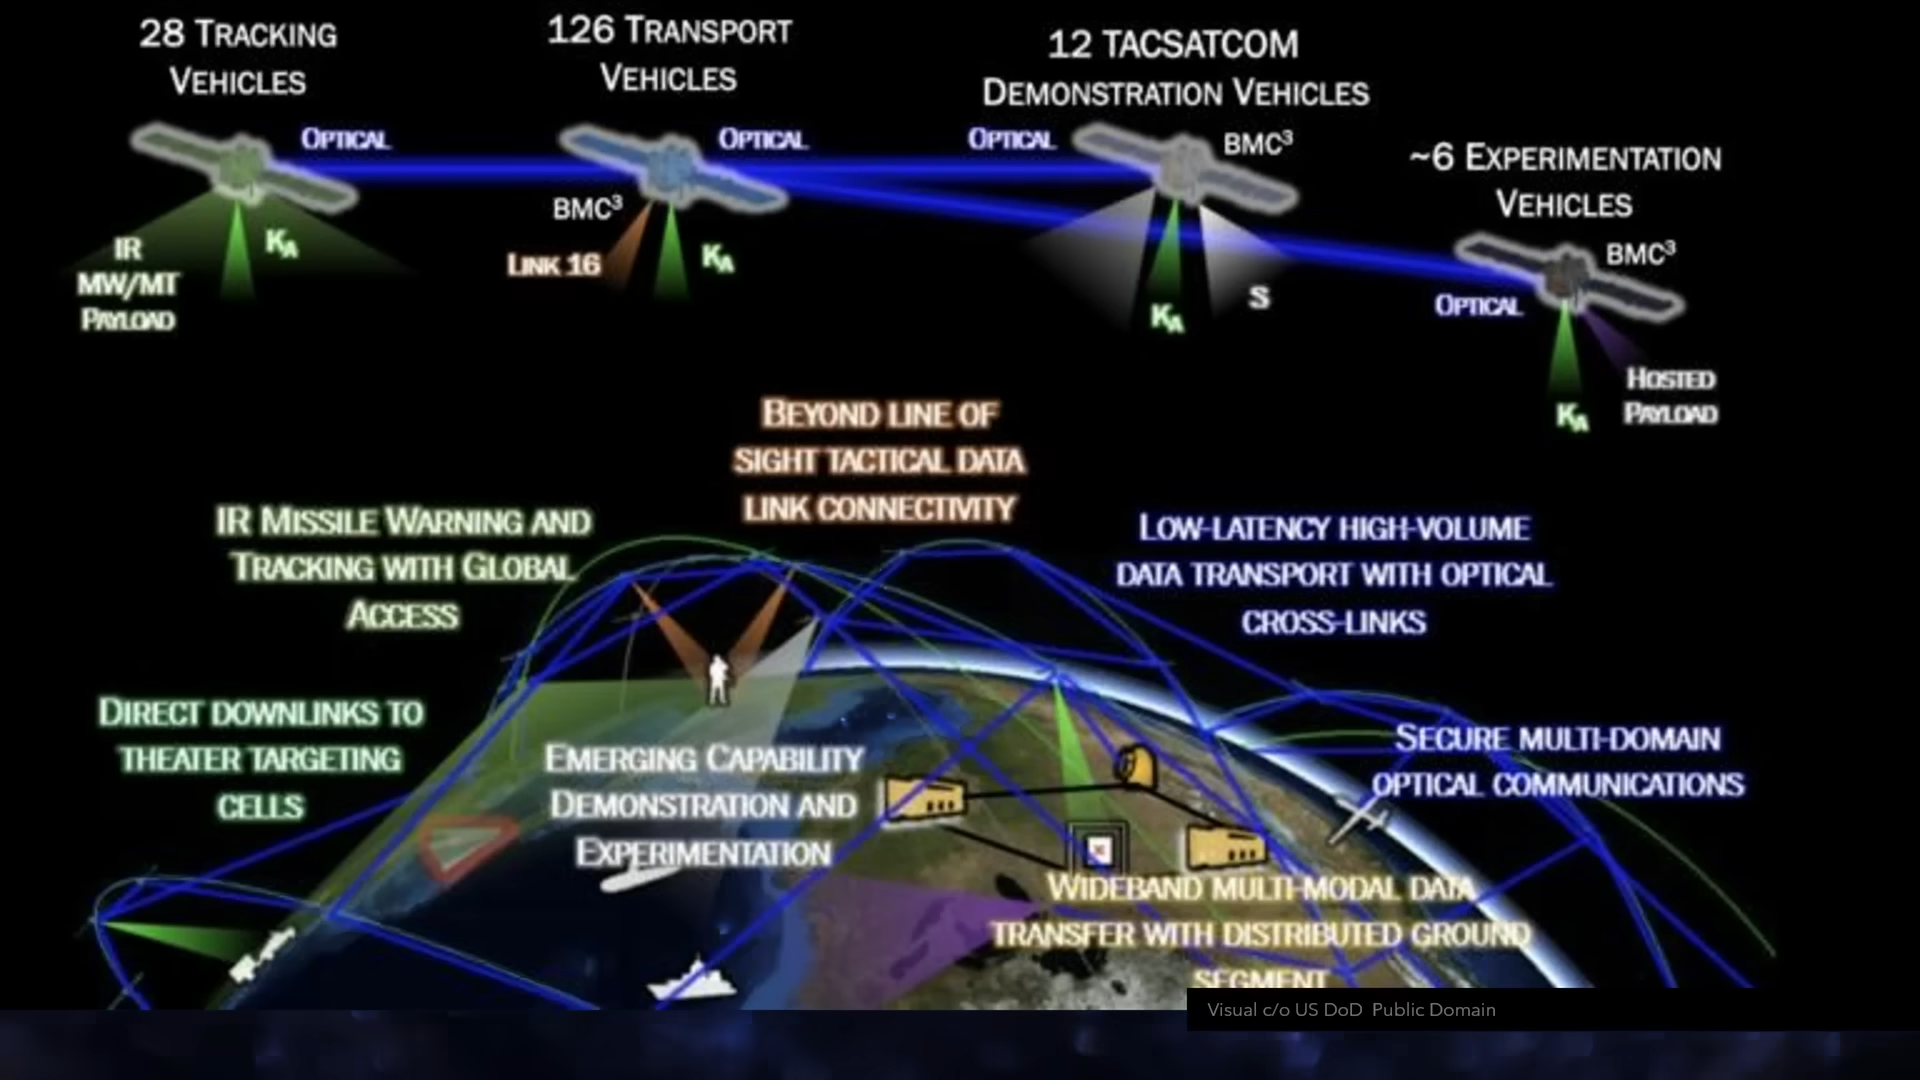 28 TRACKING
VEHICLES
126 TRANSPORT
VEHICLES
12 TACSATCOM
DEMONSTRATION VEHICLES
~6 EXPERIMENTATION
VEHICLES
OPTICAL
OPTICAL
OPTICAL
BMC³
BMC³
BMC³
IR
MW/MT
PAYLOAD
KA
LINK 16
KA
KA
S
OPTICAL
KA
HOSTED
PAYLOAD
BEYOND LINE OF
SIGHT TACTICAL DATA
LINK CONNECTIVITY
IR MISSILE WARNING AND
TRACKING WITH GLOBAL
ACCESS
LOW-LATENCY HIGH-VOLUME
DATA TRANSPORT WITH OPTICAL
CROSS-LINKS
DIRECT DOWNLINKS TO
THEATER TARGETING
CELLS
EMERGING CAPABILITY
DEMONSTRATION AND
EXPERIMENTATION
SECURE MULTI-DOMAIN
OPTICAL COMMUNICATIONS
WIDEBAND MULTI-MODAL DATA
TRANSFER WITH DISTRIBUTED GROUND
SEGMENT
Visual c/o US DoD Public Domain